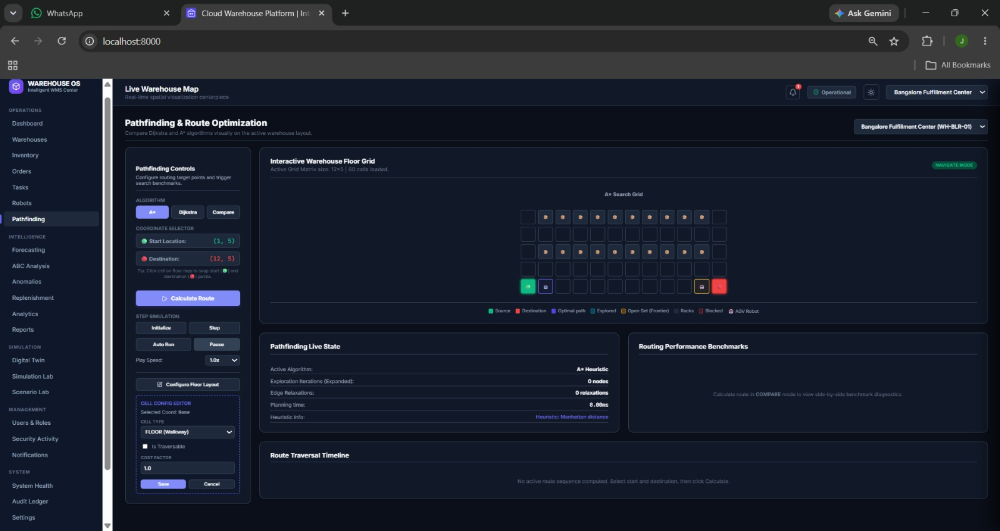 WhatsApp
Cloud Warehouse Platform | Int
Ask Gemini
localhost:8000
J
All Bookmarks
WAREHOUSE OS
Intelligent WMS Center
OPERATIONS
Dashboard
Warehouses
Inventory
Orders
Tasks
Robots
Pathfinding
INTELLIGENCE
Forecasting
ABC Analysis
Anomalies
Replenishment
Analytics
Reports
SIMULATION
Digital Twin
Simulation Lab
Scenario Lab
MANAGEMENT
Users & Roles
Security Activity
Notifications
SYSTEM
System Health
Audit Ledger
Settings
Live Warehouse Map
Real-time spatial visualization centerpiece
1
Operational
Bangalore Fulfillment Center
Pathfinding & Route Optimization
Compare Dijkstra and A* algorithms visually on the active warehouse layout.
Bangalore Fulfillment Center (WH-BLR-01)
Pathfinding Controls
Configure routing target points and trigger
search benchmarks.
ALGORITHM
A*
Dijkstra
Compare
COORDINATE SELECTOR
Start Location: (1, 5)
Destination: (12, 5)
Tip: Click cell on floor map to snap start ( ) and
destination ( ) points.
Calculate Route
STEP SIMULATION
Initialize
Step
Auto Run
Pause
Play Speed: 1.0x
Configure Floor Layout
CELL CONFIG EDITOR
Selected Coord: None
CELL TYPE
FLOOR (Walkway)
Is Traversable
COST FACTOR
1.0
Save
Cancel
Interactive Warehouse Floor Grid
Active Grid Matrix size: 12×5 | 60 cells loaded.
NAVIGATE MODE
A* Search Grid
Source
Destination
Optimal path
Explored
Open Set (Frontier)
Racks
Blocked
AGV Robot
Pathfinding Live State
Active Algorithm: A* Heuristic
Exploration Iterations (Expanded): 0 nodes
Edge Relaxations: 0 relaxations
Planning time: 0.00ms
Heuristic Info: Heuristic: Manhattan distance
Routing Performance Benchmarks
Calculate route in COMPARE mode to view side-by-side benchmark diagnostics.
Route Traversal Timeline
No active route sequence computed. Select start and destination, then click Calculate.